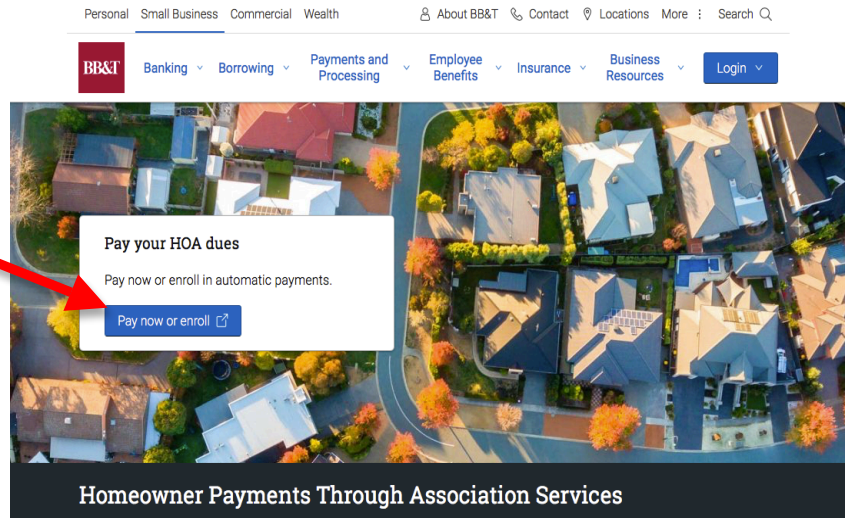 Personal Small Business Commercial Wealth About BB&T Contact Locations More Search
BB&T Banking Borrowing Payments and Processing Employee Benefits Insurance Business Resources Login
Pay your HOA dues
Pay now or enroll in automatic payments.
Pay now or enroll
Homeowner Payments Through Association Services